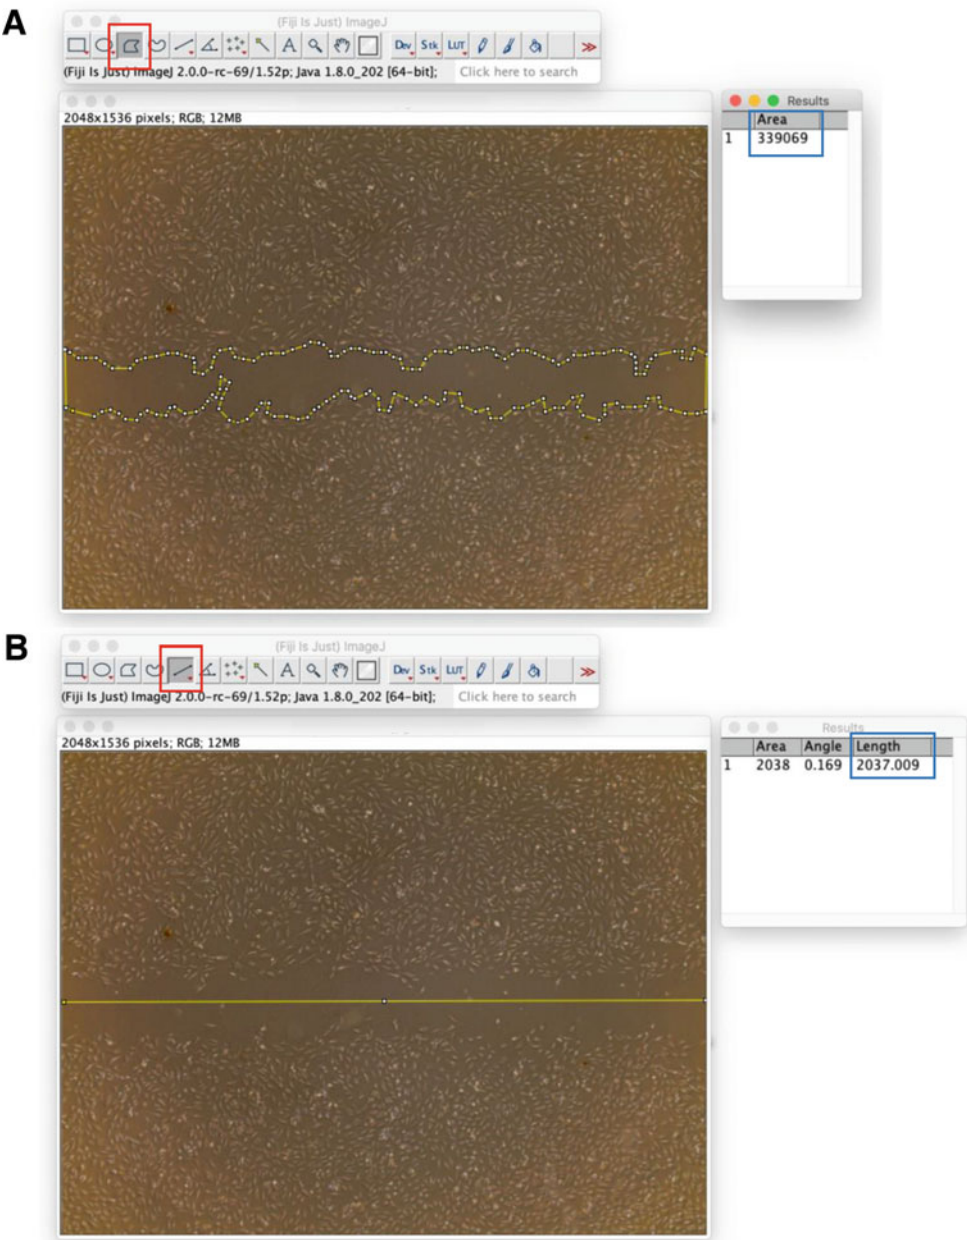 A
(Fiji Is Just) ImageJ
A Dev Stk LUT >>
(Fiji Is Just) ImageJ 2.0.0-rc-69/1.52p; Java 1.8.0_202 [64-bit]; Click here to search
2048x1536 pixels; RGB; 12MB
Results
Area
1 339069
B
(Fiji Is Just) ImageJ
A Dev Stk LUT >>
(Fiji Is Just) ImageJ 2.0.0-rc-69/1.52p; Java 1.8.0_202 [64-bit]; Click here to search
2048x1536 pixels; RGB; 12MB
Results
Area Angle Length
1 2038 0.169 2037.009